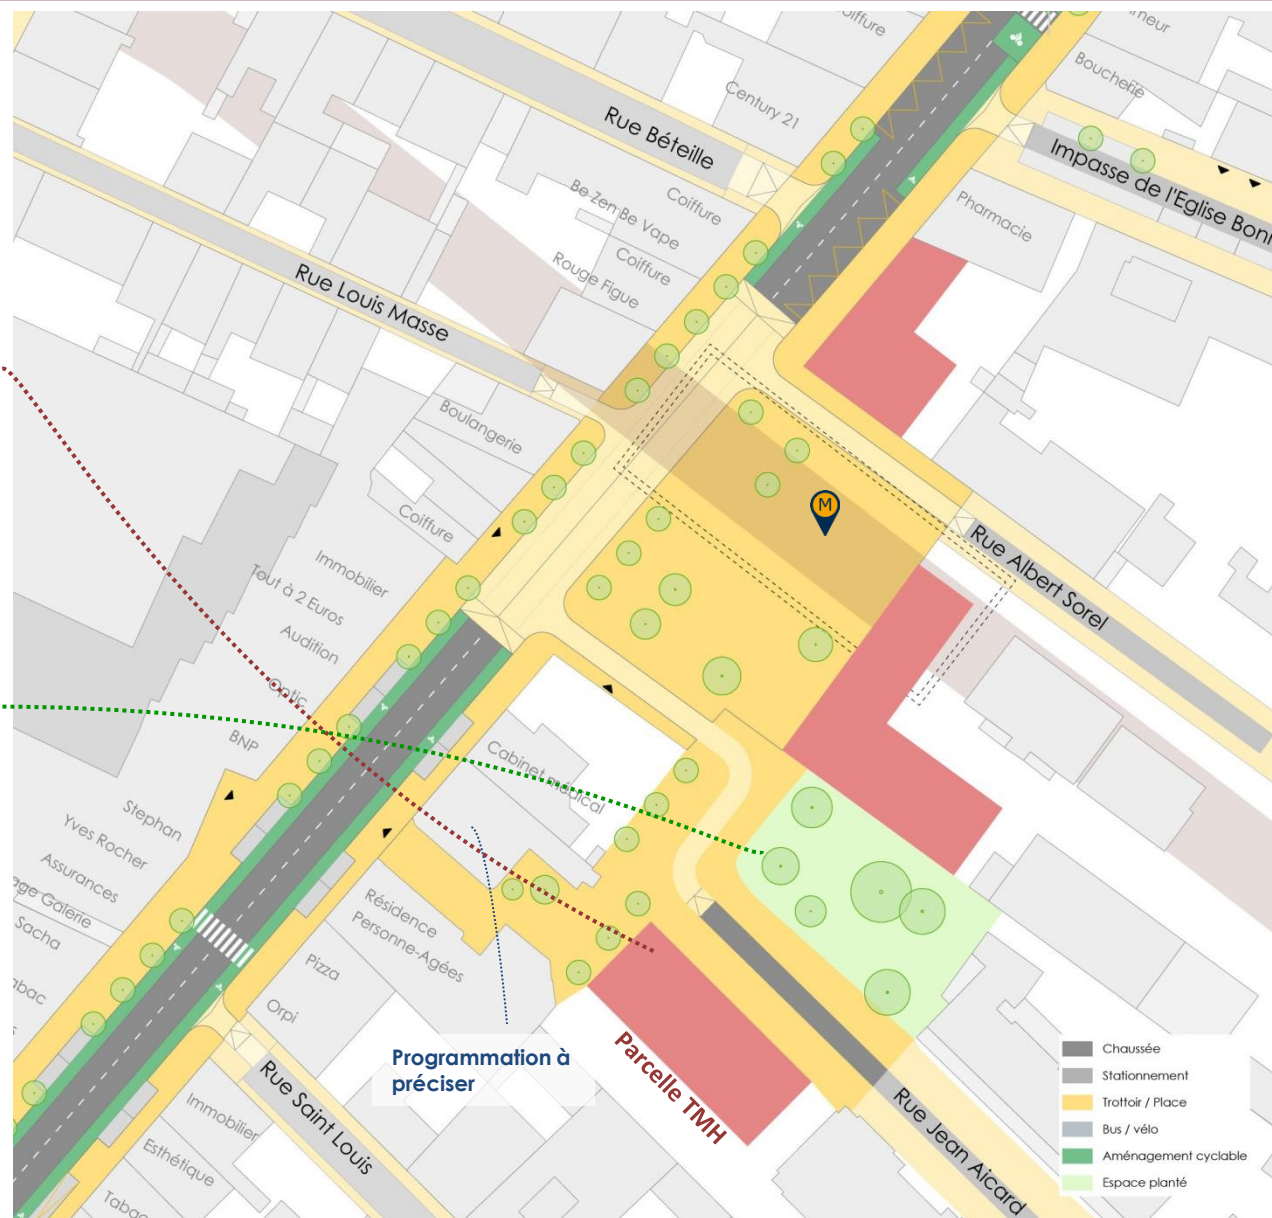 Coiffure
Boucherie
Century 21
Rue Béteille
Impasse de l'Eglise
Be Zen Be Vape
Coiffure
Pharmacie
Coiffure
Rouge Figue
Rue Louis Masse
Boulangerie
M
Coiffure
Rue Albert Sorel
Immobilier
Tout à 2 Euros
Audition
Optic
BNP
Cabinet médical
Stephan
Yves Rocher
Assurances
Galerie
Sacha
Résidence
Personne-Agées
Pizza
Orpi
Programmation à
préciser
Parcelle TMH
Rue Saint Louis
Immobilier
Esthétique
Rue Jean Aicard
Chaussée
Stationnement
Trottoir / Place
Bus / vélo
Aménagement cyclable
Espace planté